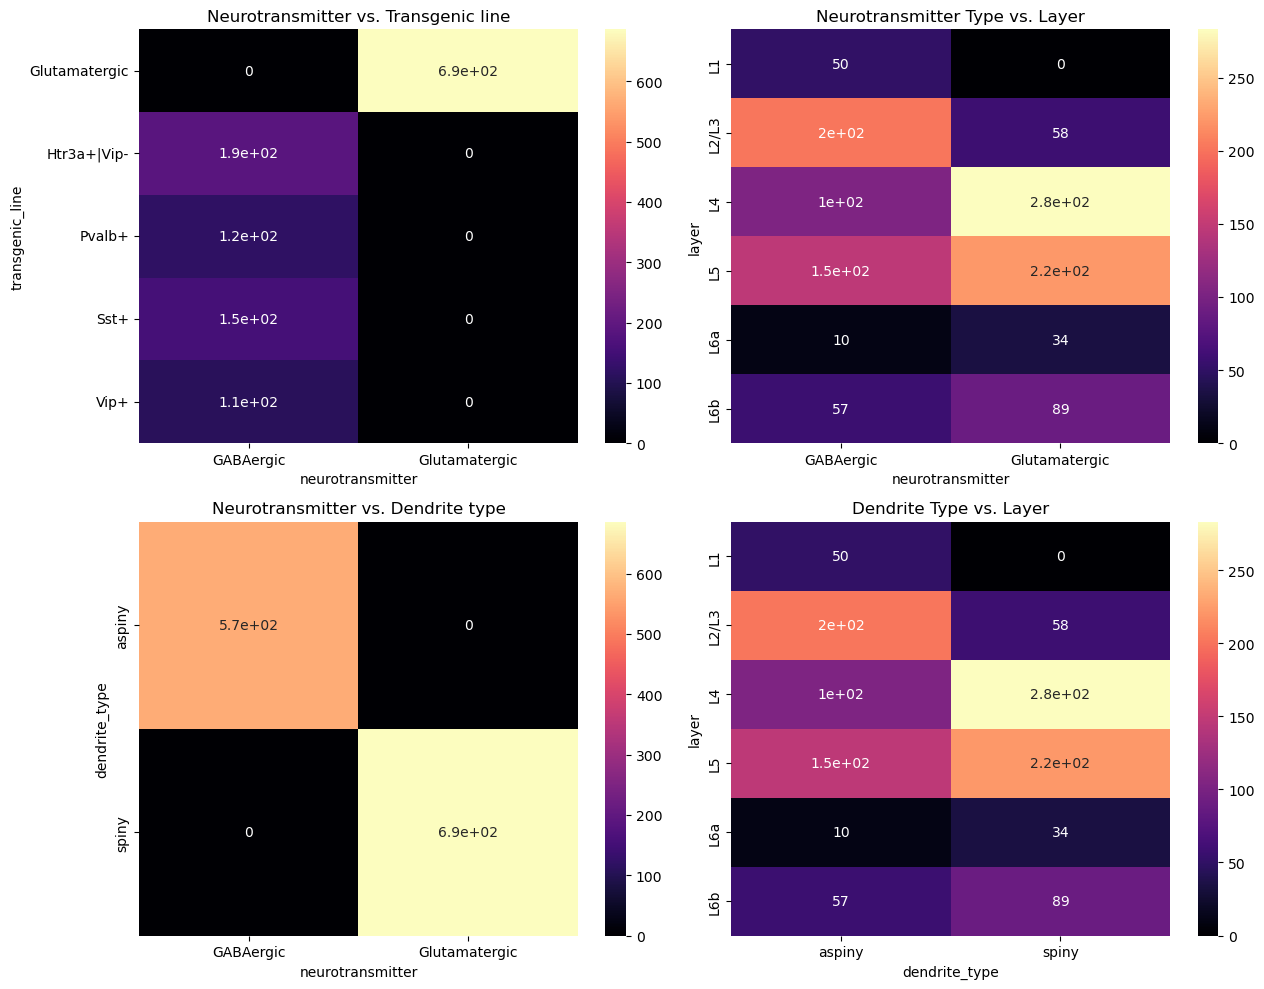 Neurotransmitter vs. Transgenic line
transgenic_line
Glutamatergic
0
6.9e+02
Htr3a+|Vip-
1.9e+02
0
Pvalb+
1.2e+02
0
Sst+
1.5e+02
0
Vip+
1.1e+02
0
GABAergic
Glutamatergic
neurotransmitter
600
500
400
300
200
100
0
Neurotransmitter Type vs. Layer
layer
L1
50
0
L2/L3
2e+02
58
L4
1e+02
2.8e+02
L5
1.5e+02
2.2e+02
L6a
10
34
L6b
57
89
GABAergic
Glutamatergic
neurotransmitter
250
200
150
100
50
0
Neurotransmitter vs. Dendrite type
dendrite_type
aspiny
5.7e+02
0
spiny
0
6.9e+02
GABAergic
Glutamatergic
neurotransmitter
600
500
400
300
200
100
0
Dendrite Type vs. Layer
layer
L1
50
0
L2/L3
2e+02
58
L4
1e+02
2.8e+02
L5
1.5e+02
2.2e+02
L6a
10
34
L6b
57
89
aspiny
spiny
dendrite_type
250
200
150
100
50
0